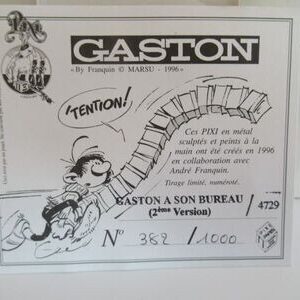 Pixi
GASTON
«By Franquin © MARSU - 1996»
'TENTION!
Ces PIXI en métal
sculptés et peints à la
main ont été créés en 1996
en collaboration avec
André Franquin.
Tirage limité, numéroté.
GASTON A SON BUREAU
(2ème Version)
/ 4729
N° 382 / 1000